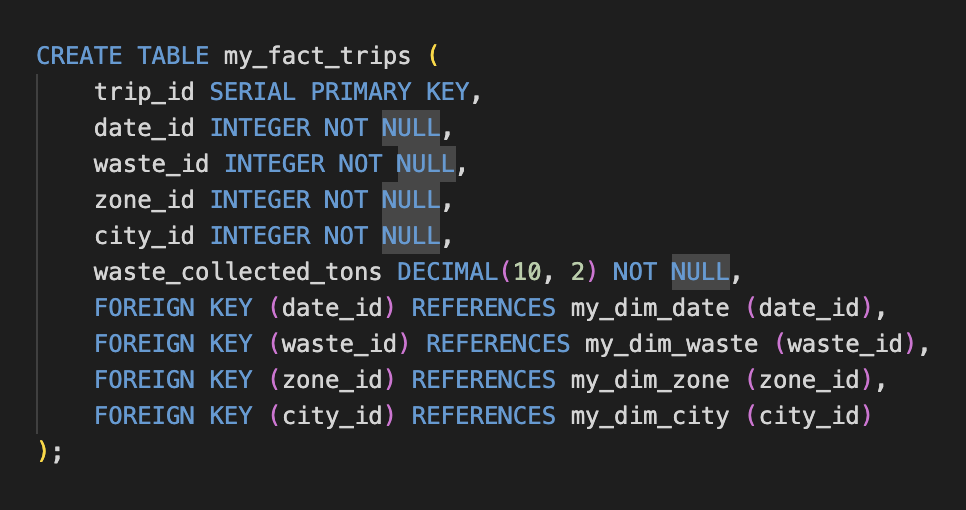 CREATE TABLE my_fact_trips (
    trip_id SERIAL PRIMARY KEY,
    date_id INTEGER NOT NULL,
    waste_id INTEGER NOT NULL,
    zone_id INTEGER NOT NULL,
    city_id INTEGER NOT NULL,
    waste_collected_tons DECIMAL(10, 2) NOT NULL,
    FOREIGN KEY (date_id) REFERENCES my_dim_date (date_id),
    FOREIGN KEY (waste_id) REFERENCES my_dim_waste (waste_id),
    FOREIGN KEY (zone_id) REFERENCES my_dim_zone (zone_id),
    FOREIGN KEY (city_id) REFERENCES my_dim_city (city_id)
);